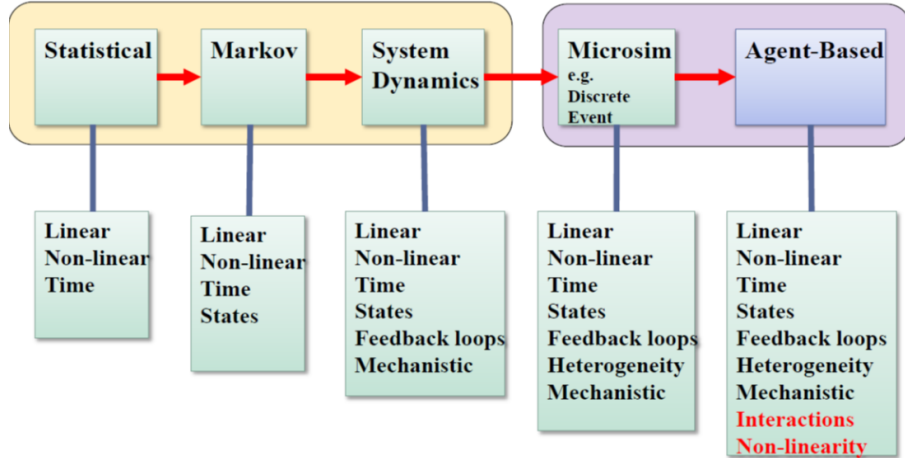 Statistical
Markov
System
Dynamics
Microsim
e.g.
Discrete
Event
Agent-Based
Linear
Non-linear
Time
Linear
Non-linear
Time
States
Linear
Non-linear
Time
States
Feedback loops
Mechanistic
Linear
Non-linear
Time
States
Feedback loops
Heterogeneity
Mechanistic
Linear
Non-linear
Time
States
Feedback loops
Heterogeneity
Mechanistic
Interactions
Non-linearity